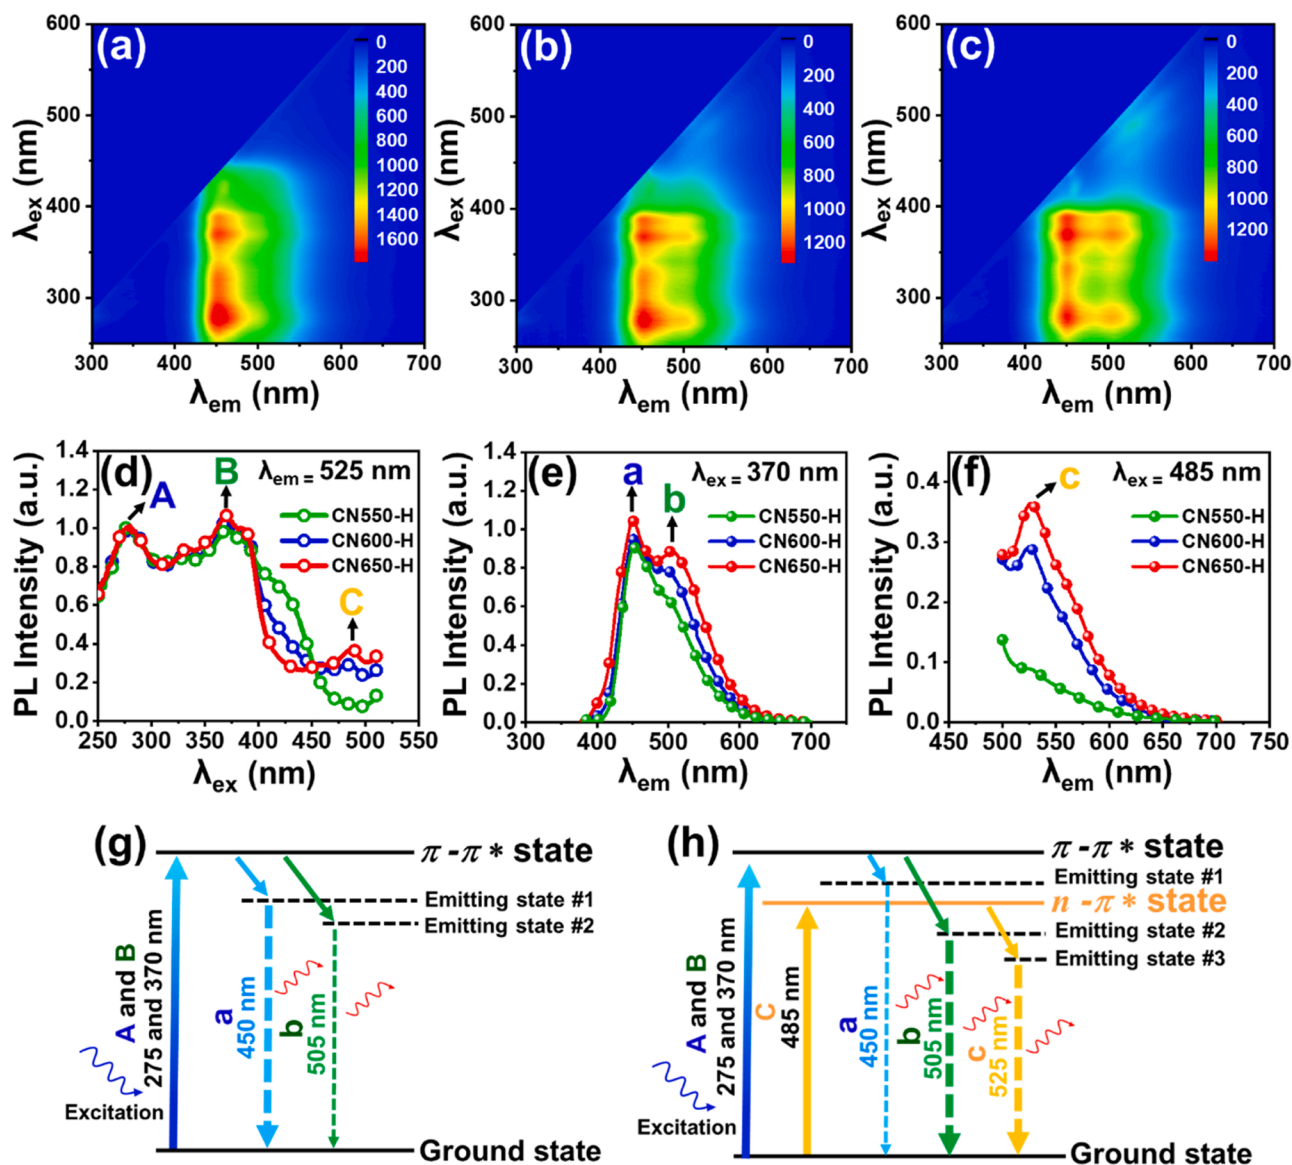 (a)
600
500
400
300
λex (nm)
300 400 500 600 700
λem (nm)
0
200
400
600
800
1000
1200
1400
1600
(b)
600
500
400
300
λex (nm)
300 400 500 600 700
λem (nm)
0
200
400
600
800
1000
1200
(c)
600
500
400
300
λex (nm)
300 400 500 600 700
λem (nm)
0
200
400
600
800
1000
1200
(d)
λem = 525 nm
A
B
C
CN550-H
CN600-H
CN650-H
PL Intensity (a.u.)
1.4
1.2
1.0
0.8
0.6
0.4
0.2
0.0
250 300 350 400 450 500 550
λex (nm)
(e)
λex = 370 nm
a
b
CN550-H
CN600-H
CN650-H
PL Intensity (a.u.)
1.4
1.2
1.0
0.8
0.6
0.4
0.2
0.0
300 400 500 600 700
λem (nm)
(f)
λex = 485 nm
c
CN550-H
CN600-H
CN650-H
PL Intensity (a.u.)
0.4
0.3
0.2
0.1
0.0
450 500 550 600 650 700 750
λem (nm)
(g)
π -π * state
Emitting state #1
Emitting state #2
A and B
275 and 370 nm
a
450 nm
b
505 nm
Excitation
Ground state
(h)
π -π * state
Emitting state #1
n -π * state
Emitting state #2
Emitting state #3
A and B
275 and 370 nm
C
485 nm
a
450 nm
b
505 nm
c
525 nm
Excitation
Ground state